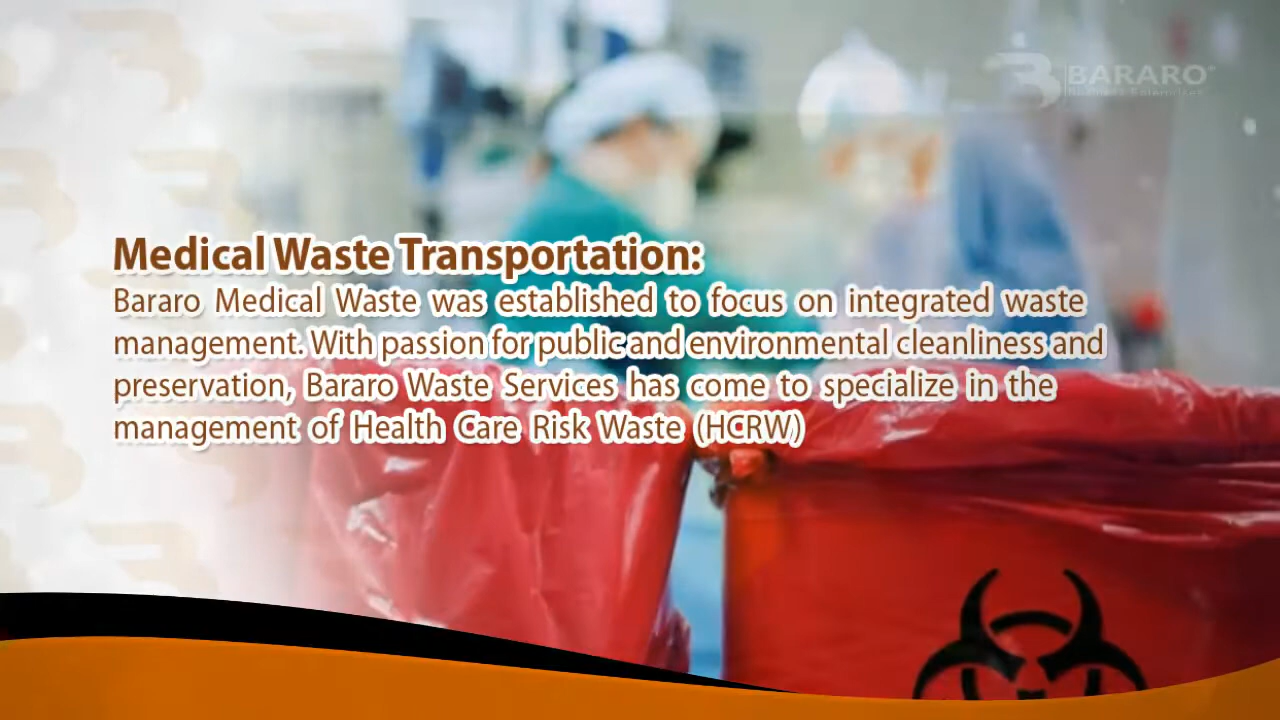 BARARO
Medical Waste Transportation:
Bararo Medical Waste was established to focus on integrated waste
management. With passion for public and environmental cleanliness and
preservation, Bararo Waste Services has come to specialize in the
management of Health Care Risk Waste (HCRW)